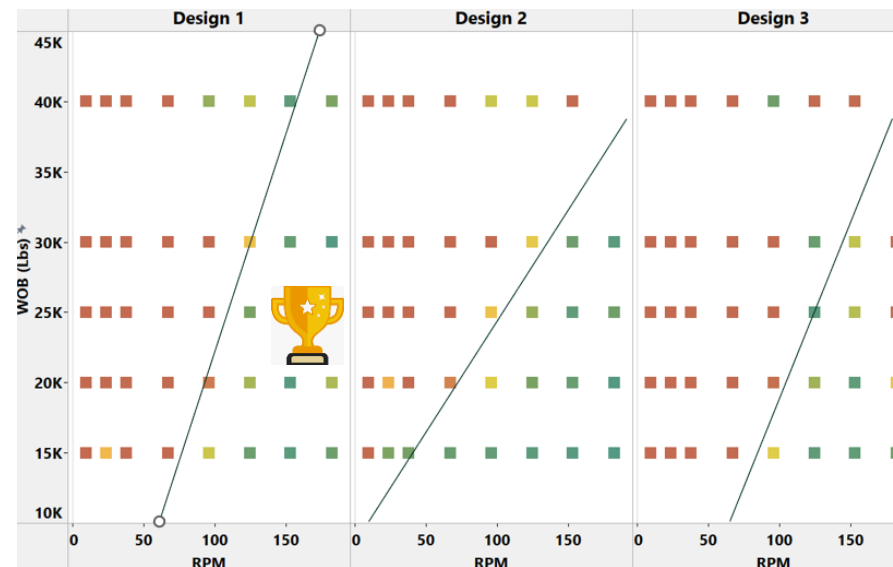 Design 1
Design 2
Design 3
WOB (Lbs)
45K
40K
35K
30K
25K
20K
15K
10K
0 50 100 150
0 50 100 150
0 50 100 150
RPM
RPM
RPM